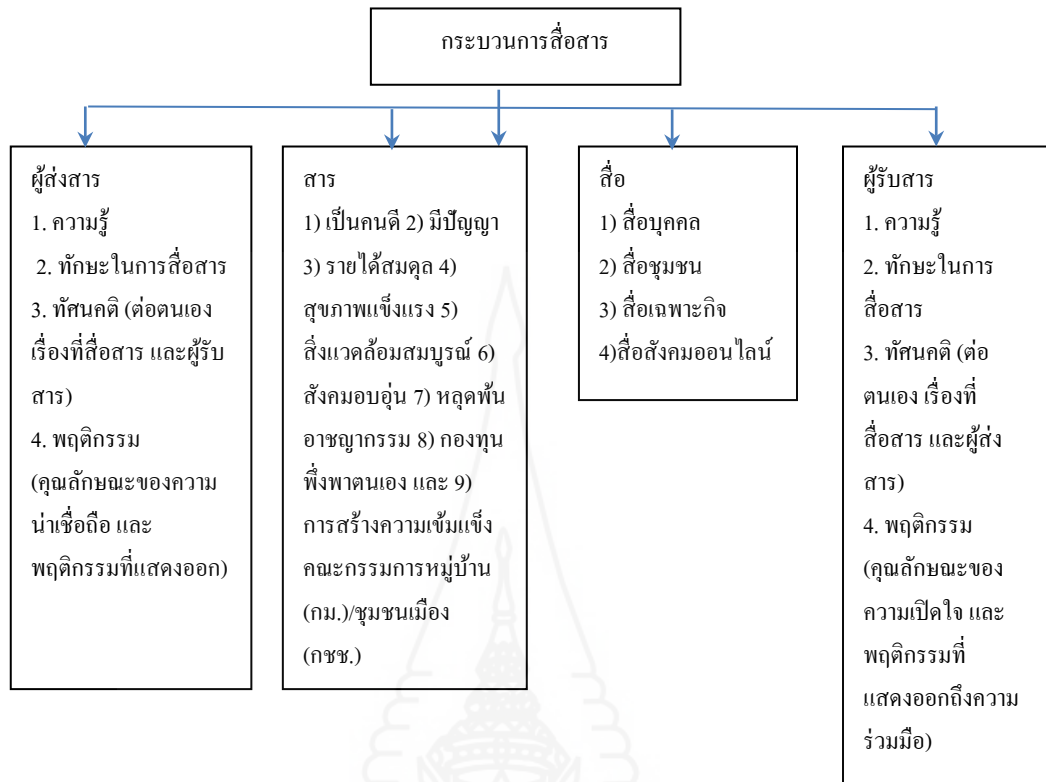 กระบวนการสื่อสาร
ผู้ส่งสาร
1. ความรู้
2. ทักษะในการสื่อสาร
3. ทัศนคติ (ต่อตนเอง
เรื่องที่สื่อสาร และผู้รับ
สาร)
4. พฤติกรรม
(คุณลักษณะของความ
น่าเชื่อถือ และ
พฤติกรรมที่แสดงออก)
สาร
1) เป็นคนดี 2) มีปัญญา
3) รายได้สมดุล 4)
สุขภาพแข็งแรง 5)
สิ่งแวดล้อมสมบูรณ์ 6)
สังคมอบอุ่น 7) หลุดพ้น
อาชญากรรม 8) กองทุน
พึ่งพาตนเอง และ 9)
การสร้างความเข้มแข็ง
คณะกรรมการหมู่บ้าน
(กม.)/ชุมชนเมือง
(กชช.)
สื่อ
1) สื่อบุคคล
2) สื่อชุมชน
3) สื่อเฉพาะกิจ
4)สื่อสังคมออนไลน์
ผู้รับสาร
1. ความรู้
2. ทักษะในการ
สื่อสาร
3. ทัศนคติ (ต่อ
ตนเอง เรื่องที่
สื่อสาร และผู้ส่ง
สาร)
4. พฤติกรรม
(คุณลักษณะของ
ความเปิดใจ และ
พฤติกรรมที่
แสดงออกถึงความ
ร่วมมือ)